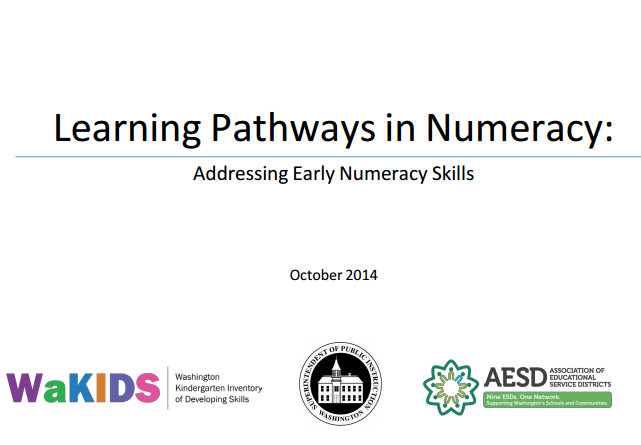 Learning Pathways in Numeracy:
Addressing Early Numeracy Skills
October 2014
WaKIDS
Washington
Kindergarten Inventory
of Developing Skills
SUPERINTENDENT OF PUBLIC INSTRUCTION
WASHINGTON
AESD
ASSOCIATION OF
EDUCATIONAL
SERVICE DISTRICTS
Nine ESDs. One Network.
Supporting Washington's Schools and Communities.